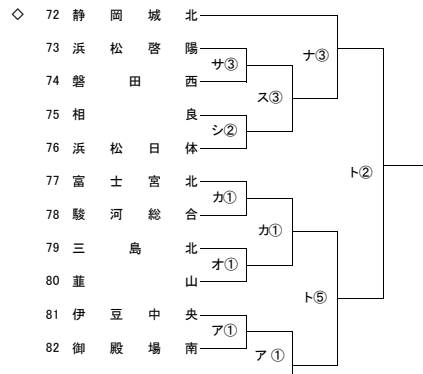 ◇ 72 静岡城北
ナ③
73 浜松啓陽
サ③
74 磐田西
ス③
75 相良
シ②
76 浜松日体
ト②
77 富士宮北
カ①
78 駿河総合
カ①
79 三島北
オ①
80 韮山
ト⑤
81 伊豆中央
ア①
82 御殿場南
ア①